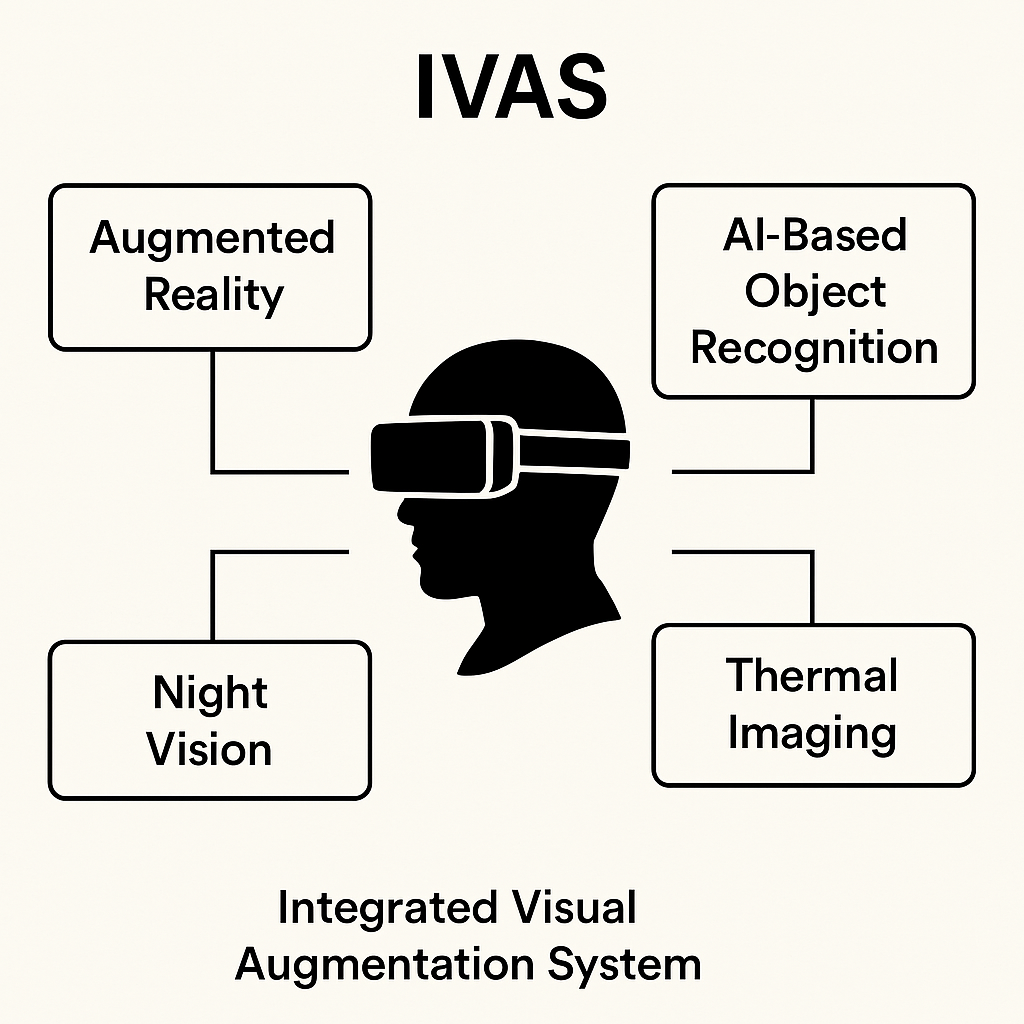 IVAS
Augmented
Reality
AI-Based
Object
Recognition
Night
Vision
Thermal
Imaging
Integrated Visual
Augmentation System